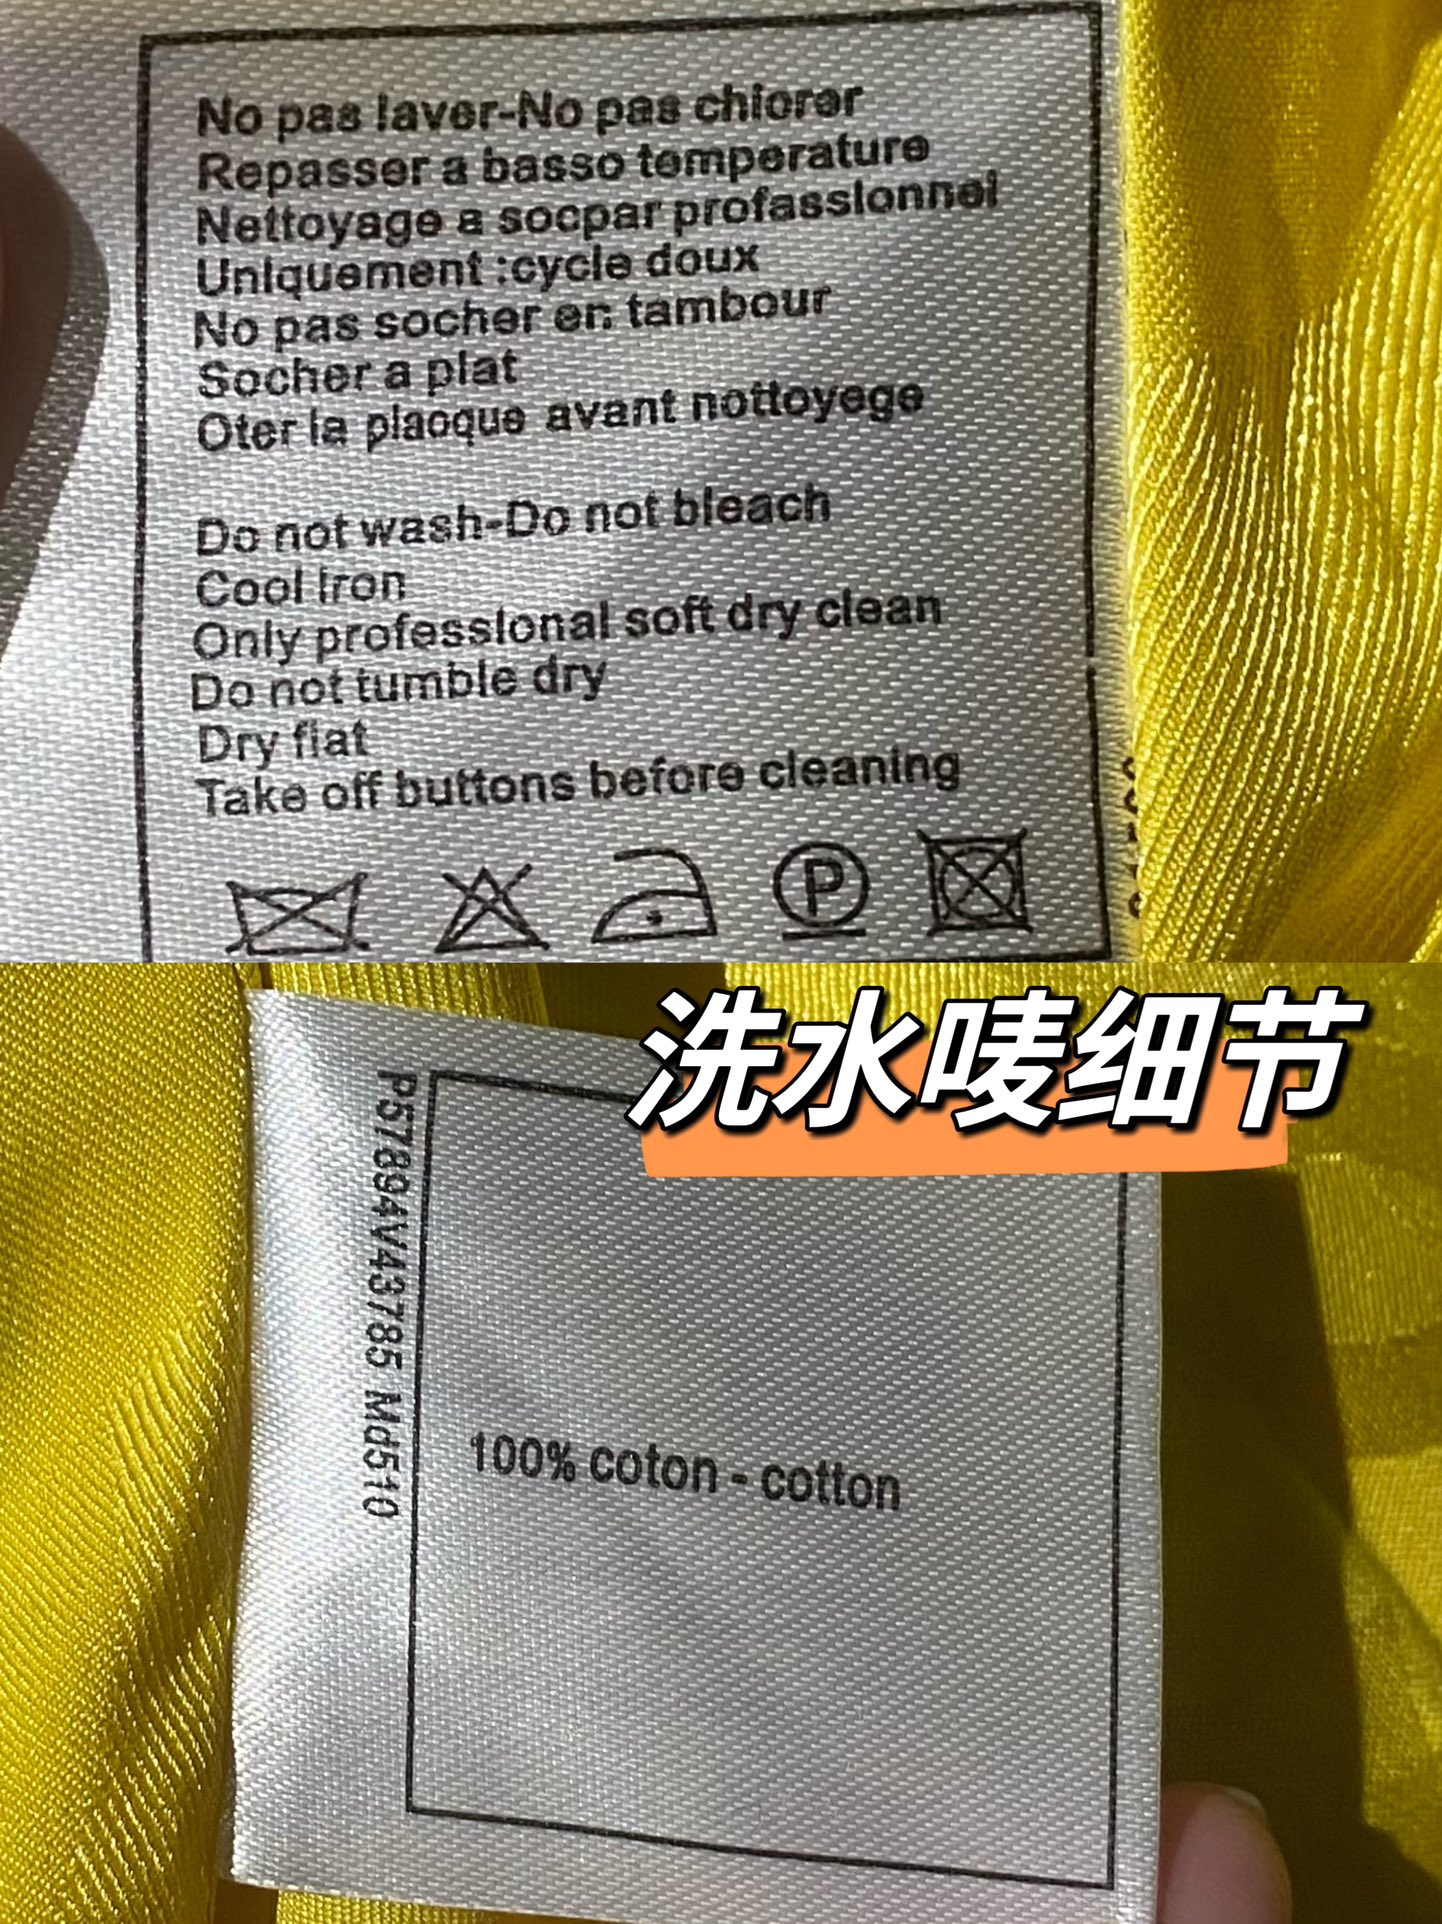 No pas laver-No pas chiorer
Repasser a basso temperature
Nettoyage a socpar profassionnel
Uniquement :cycle doux
No pas socher en tambour
Socher a plat
Oter la plaoque avant nottoyege
Do not wash-Do not bleach
Cool Iron
Only professional soft dry clean
Do not tumble dry
Dry fiat
Take off buttons before cleaning
P
洗水唛细节
P57894V43785 Md510
100% coton - cotton